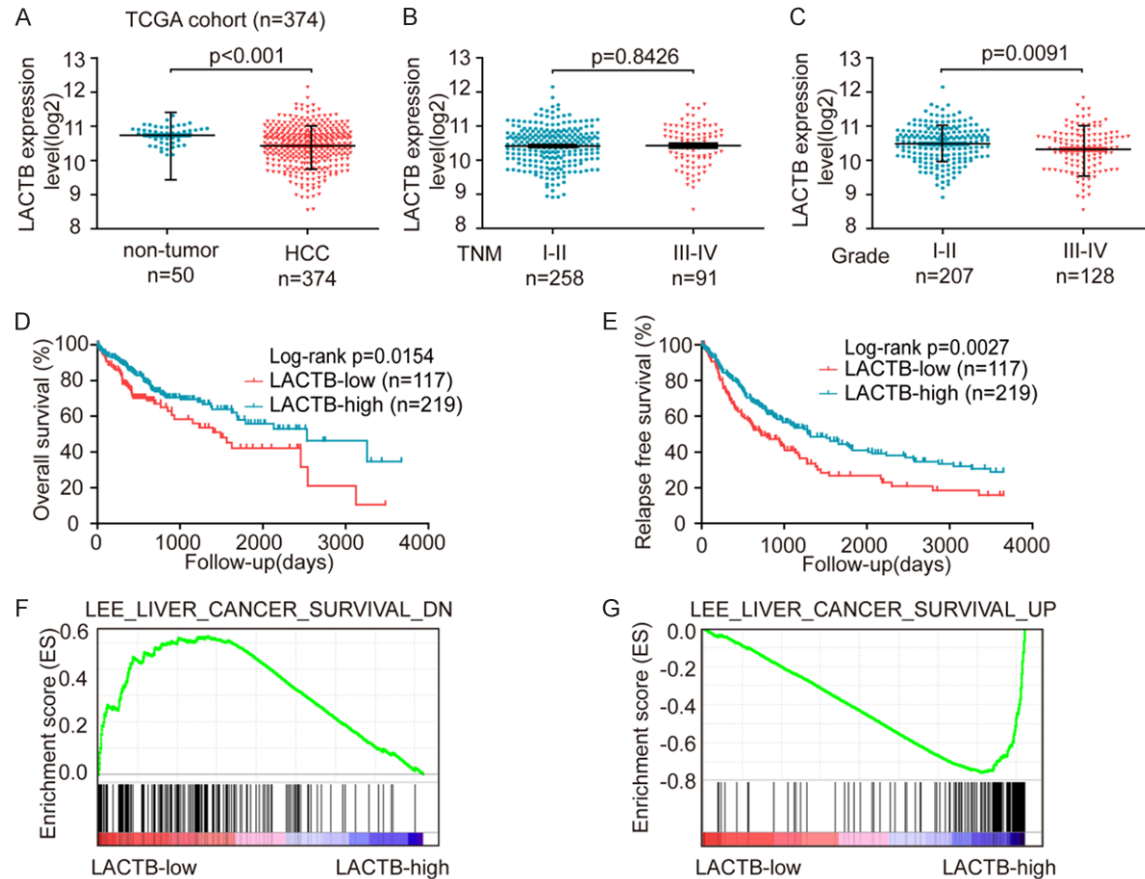 A
TCGA cohort (n=374)
p<0.001
LACTB expression
level(log2)
13
12
11
10
9
8
non-tumor
n=50
HCC
n=374
B
p=0.8426
LACTB expression
level(log2)
13
12
11
10
9
8
TNM
I-II
n=258
III-IV
n=91
C
p=0.0091
LACTB expression
level(log2)
13
12
11
10
9
8
Grade
I-II
n=207
III-IV
n=128
D
Overall survival (%)
100
80
60
40
20
0
Log-rank p=0.0154
LACTB-low (n=117)
LACTB-high (n=219)
0 1000 2000 3000 4000
Follow-up(days)
E
Relapse free survival (%)
100
80
60
40
20
0
Log-rank p=0.0027
LACTB-low (n=117)
LACTB-high (n=219)
0 1000 2000 3000 4000
Follow-up(days)
F
LEE_LIVER_CANCER_SURVIVAL_DN
Enrichment score (ES)
0.6
0.4
0.2
0.0
LACTB-low
LACTB-high
G
LEE_LIVER_CANCER_SURVIVAL_UP
Enrichment score (ES)
0.0
-0.2
-0.4
-0.6
-0.8
LACTB-low
LACTB-high